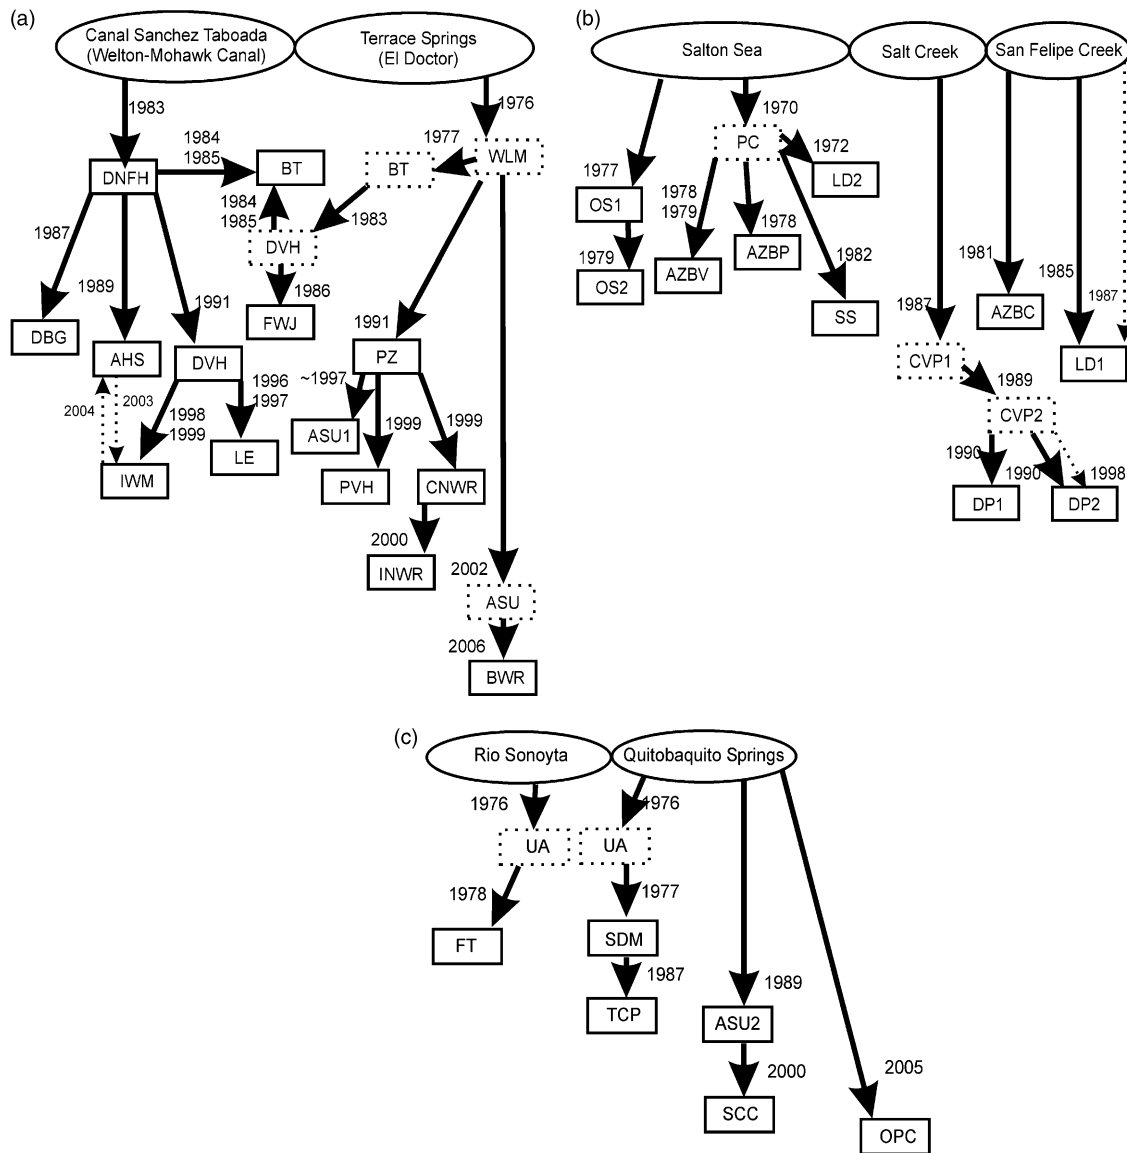 (a)
Canal Sanchez Taboada
(Welton-Mohawk Canal)
Terrace Springs
(El Doctor)
1983
1976
1984
1985
1977
DNFH
BT
BT
WLM
1984
1985
1983
DVH
1987
1989
1991
1986
DBG
AHS
DVH
FWJ
1991
PZ
2004
2003
1998
1999
1996
1997
~1997
1999
1999
IWM
LE
ASU1
PVH
CNWR
2000
INWR
2002
ASU
2006
BWR
(b)
Salton Sea
Salt Creek
San Felipe Creek
1970
PC
1972
LD2
1977
OS1
1978
1979
1978
1979
OS2
AZBV
AZBP
1982
SS
1987
1981
1985
1987
AZBC
CVP1
LD1
1989
CVP2
1990
1990
1998
DP1
DP2
(c)
Rio Sonoyta
Quitobaquito Springs
1976
1976
UA
UA
1978
1977
FT
SDM
1987
1989
TCP
ASU2
2000
2005
SCC
OPC